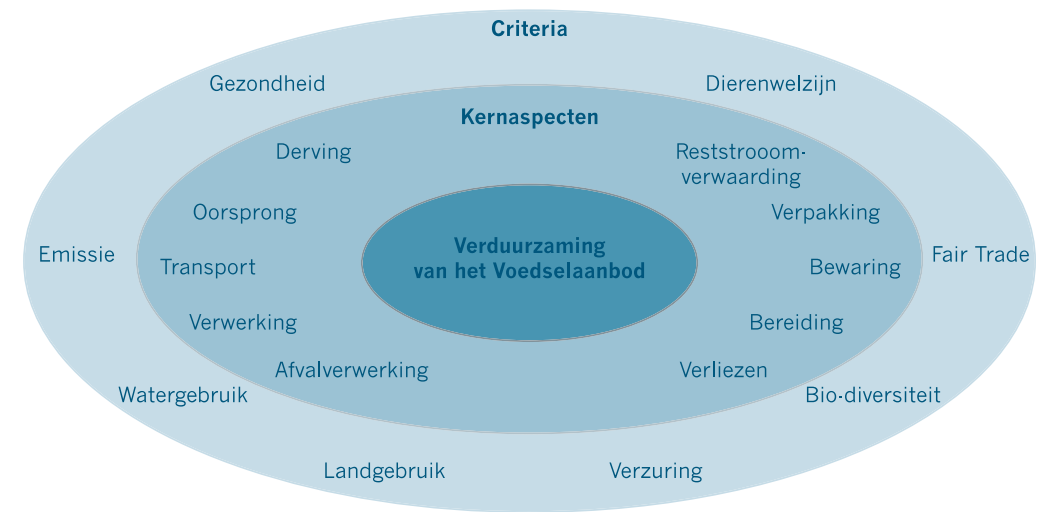 Criteria
Gezondheid
Dierenwelzijn
Kernaspecten
Derving
Reststrooom-
verwaarding
Oorsprong
Verpakking
Verduurzaming
van het Voedselaanbod
Emissie
Transport
Bewaring
Fair Trade
Verwerking
Bereiding
Afvalverwerking
Verliezen
Watergebruik
Bio-diversiteit
Landgebruik
Verzuring